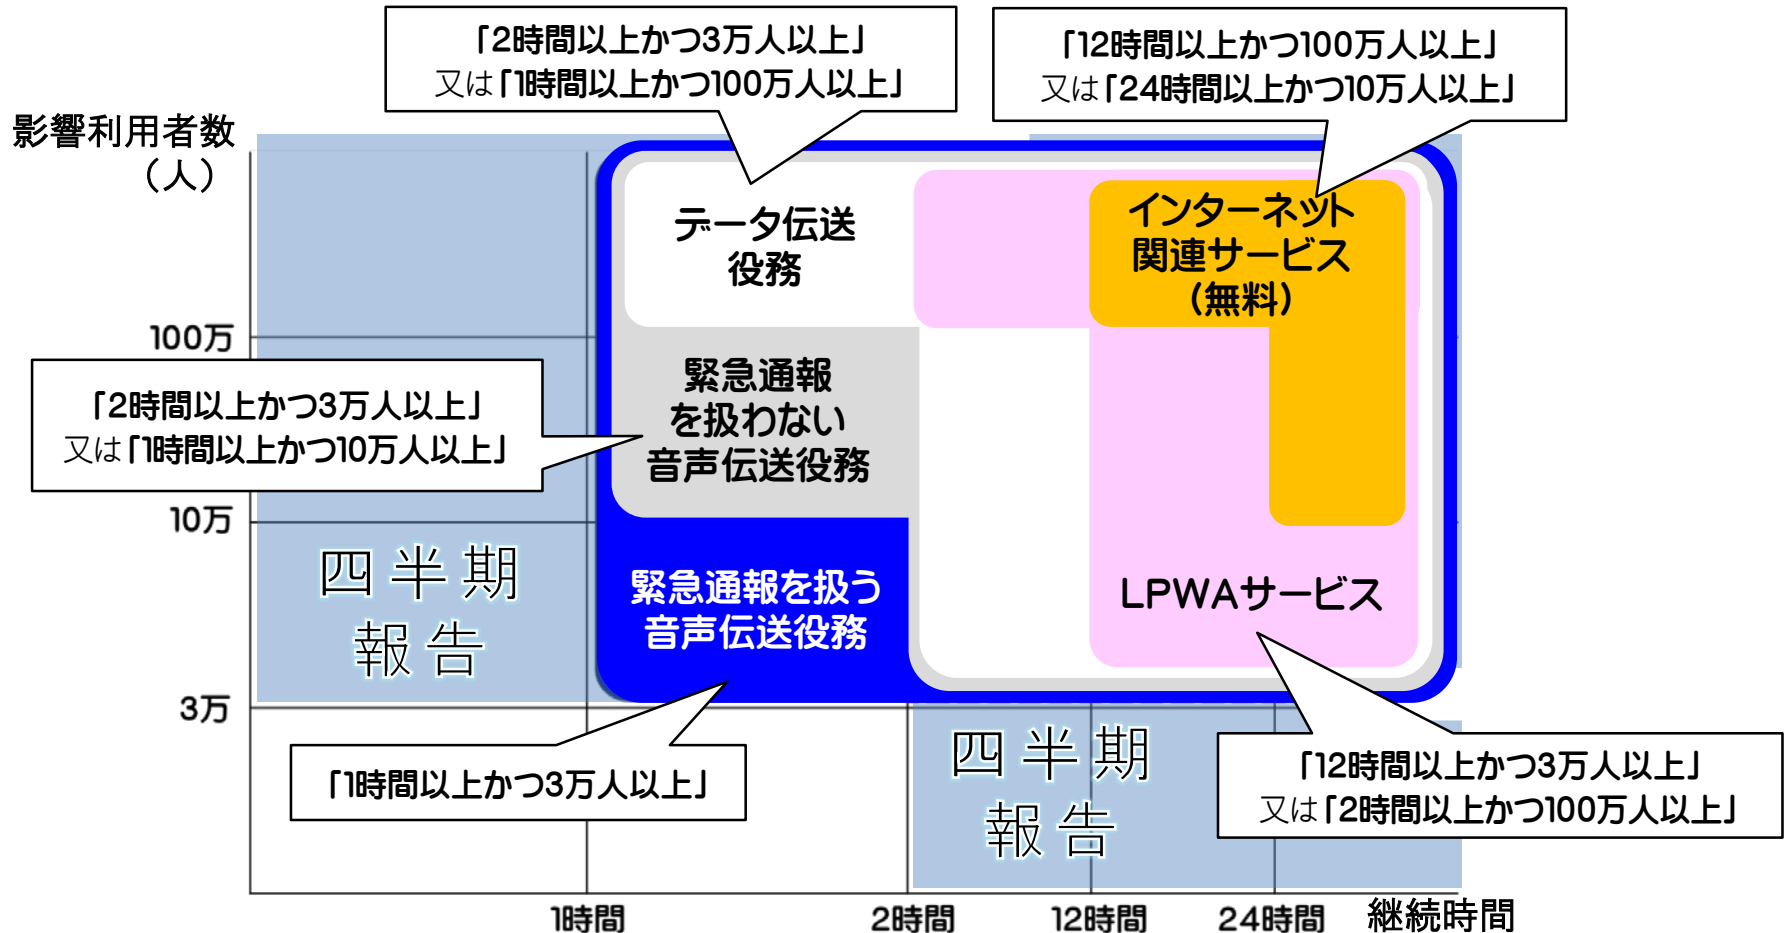 「2時間以上かつ3万人以上」
又は「1時間以上かつ100万人以上」
「12時間以上かつ100万人以上」
又は「24時間以上かつ10万人以上」
影響利用者数
（人）
データ伝送
役務
インターネット
関連サービス
(無料)
100万
「2時間以上かつ3万人以上」
又は「1時間以上かつ10万人以上」
緊急通報
を扱わない
音声伝送役務
10万
四半期
報告
緊急通報を扱う
音声伝送役務
LPWAサービス
3万
「1時間以上かつ3万人以上」
四半期
報告
「12時間以上かつ3万人以上」
又は「2時間以上かつ100万人以上」
1時間
2時間
12時間
24時間
継続時間